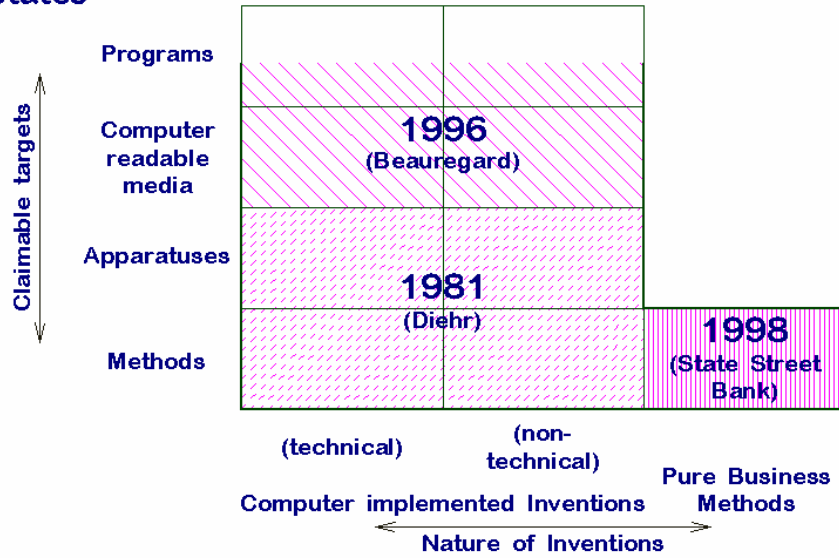 States
Programs
Computer
readable
media
Apparatuses
Methods
Claimable targets
1996
(Beauregard)
1981
(Diehr)
1998
(State Street
Bank)
(technical)
(non-
technical)
Pure Business
Methods
Computer implemented Inventions
Nature of Inventions